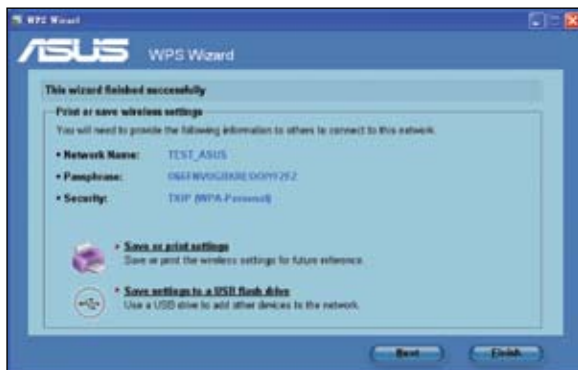 WPS Wizard
ASUS WPS Wizard
This wizard finished successfully
Print or save wireless settings
You will need to provide the following information to others to connect to this network.
• Network Name: TEST_ASUS
• Passphrase:
• Security: TKIP (WPA-Personal)
• Save or print settings
Save or print the wireless settings for future reference.
• Save settings to a USB flash drive
Use a USB drive to add other devices to the network.
Next Finish